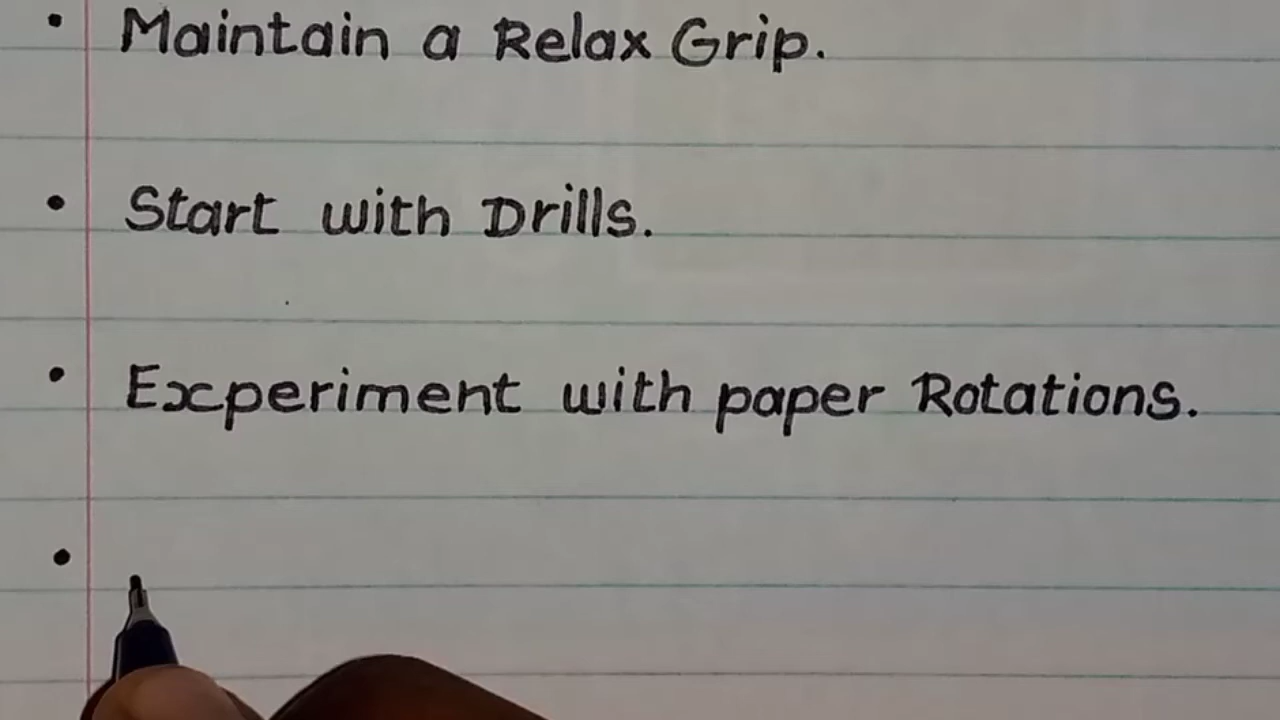 • Maintain a Relax Grip.
• Start with Drills.
• Experiment with paper Rotations.
•